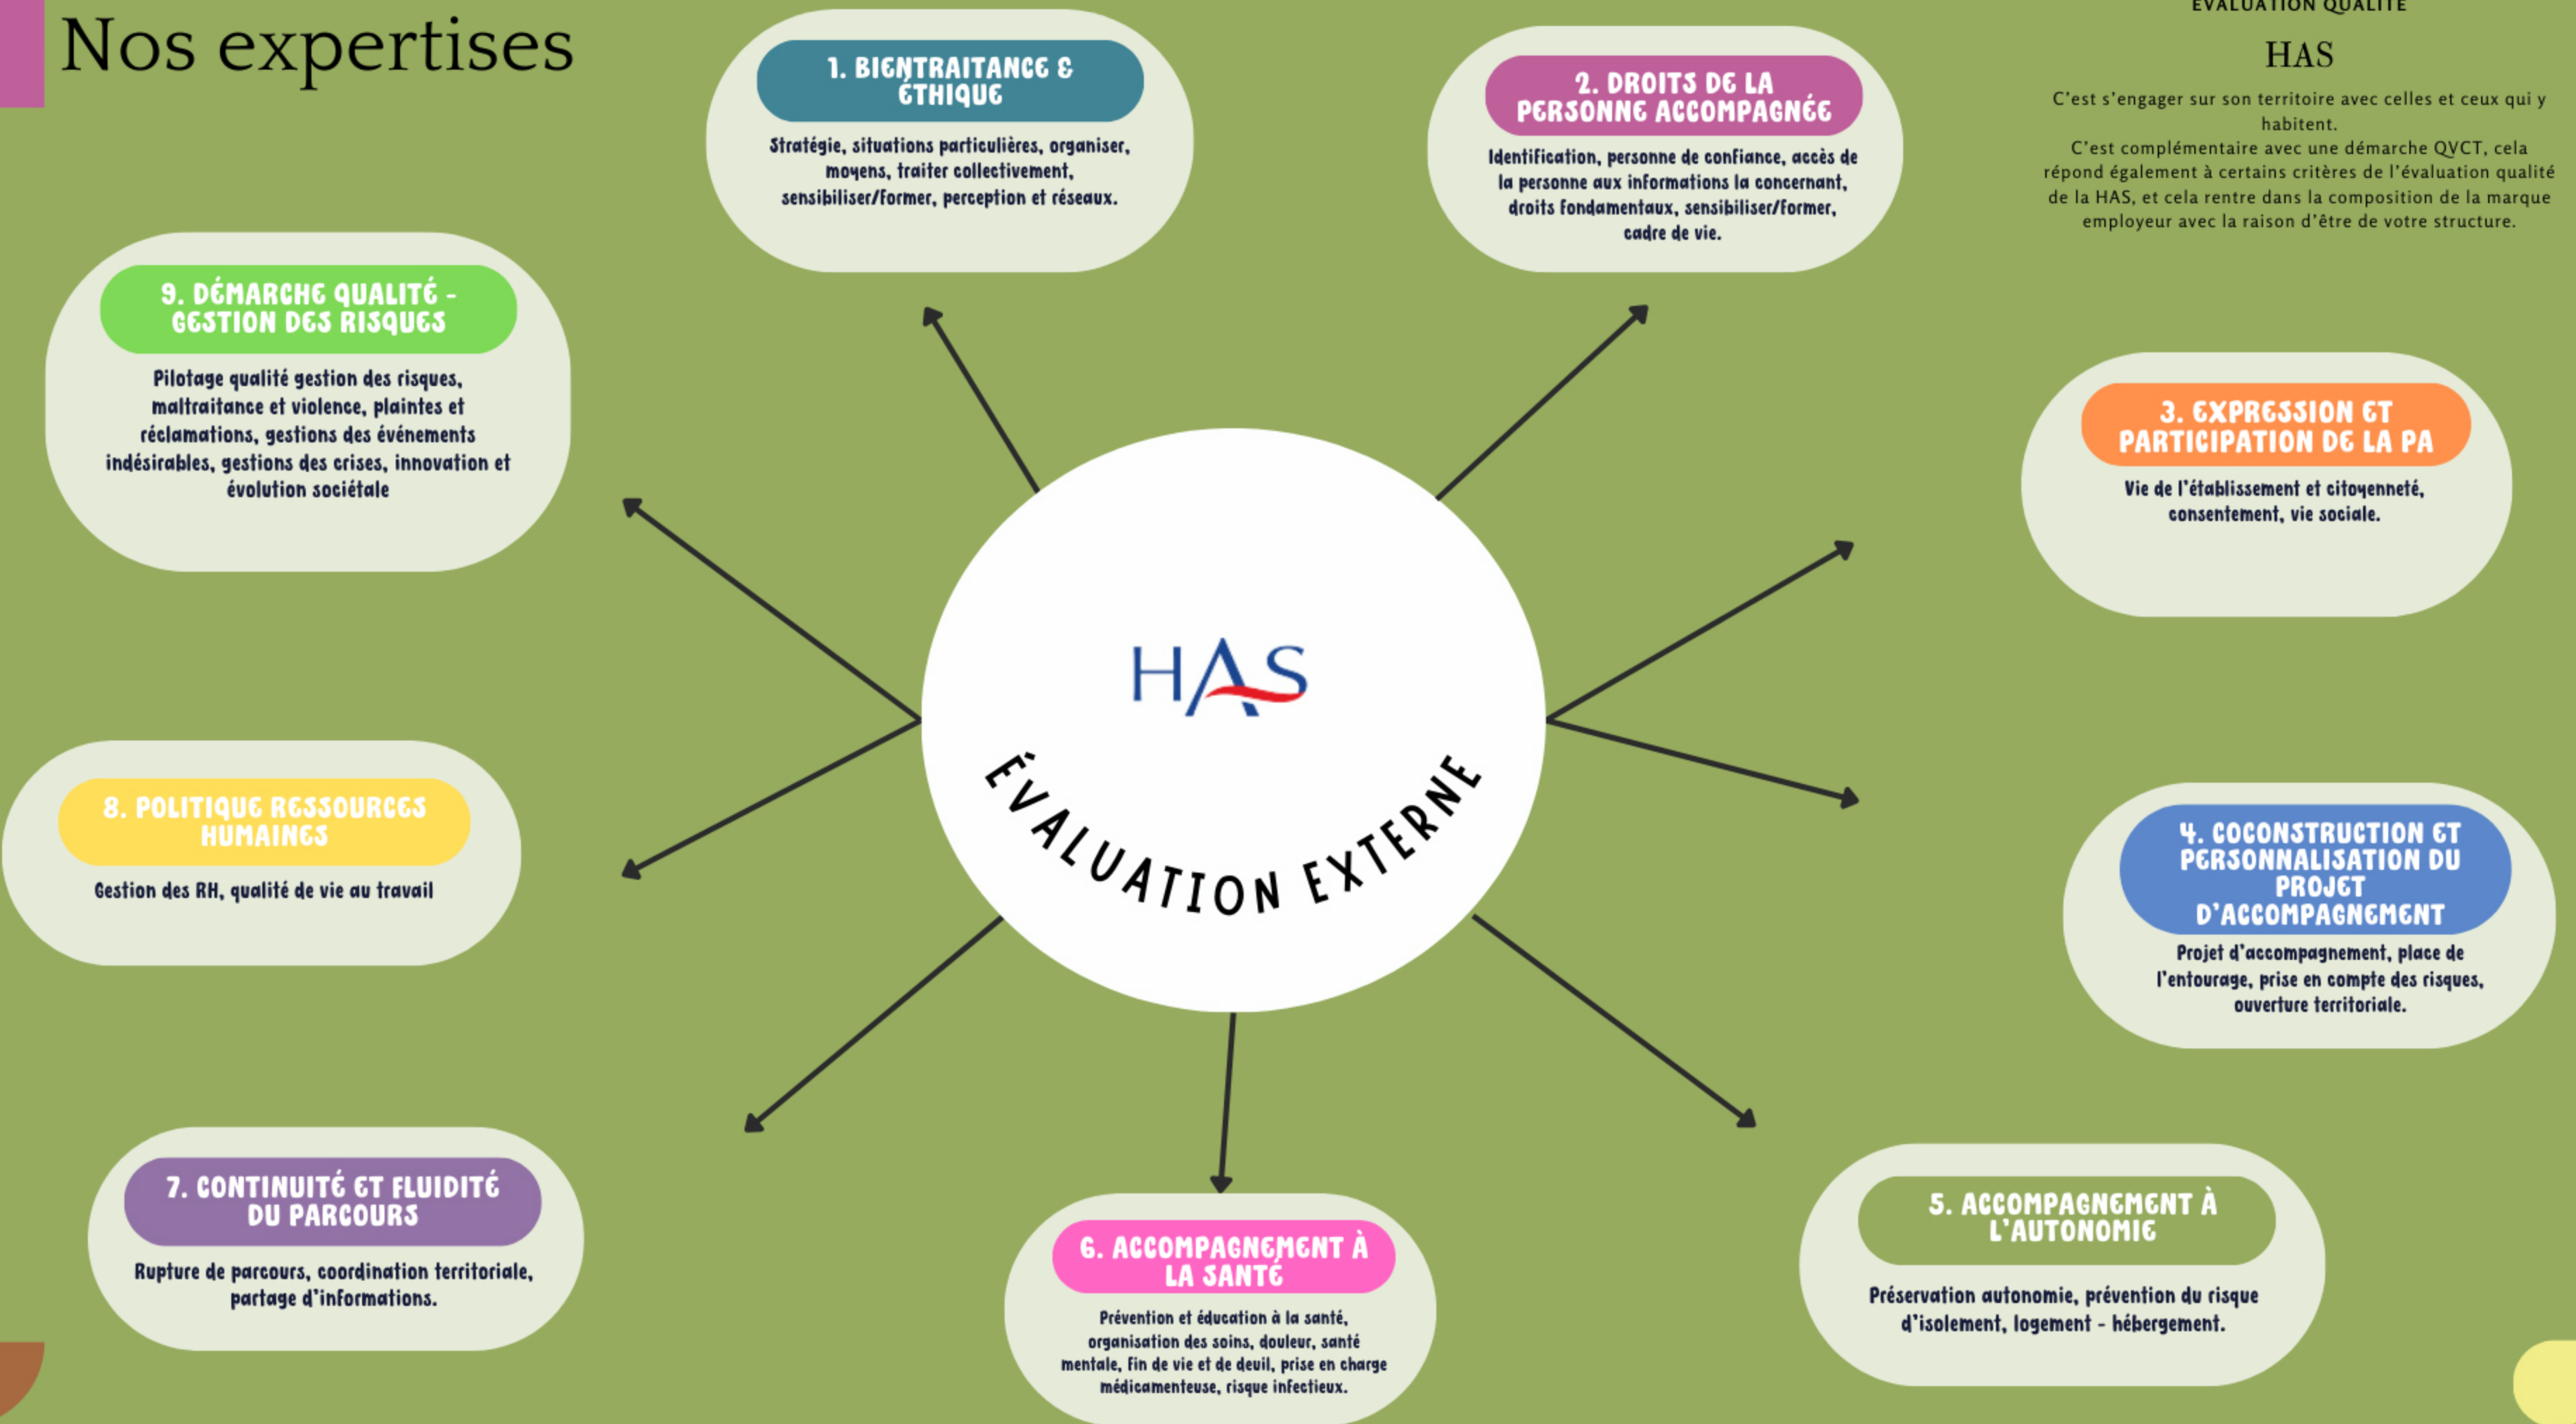 Nos expertises
ÉVALUATION QUALITÉ
HAS
C'est s'engager sur son territoire avec celles et ceux qui y
habitent.
C'est complémentaire avec une démarche QVCT, cela
répond également à certains critères de l'évaluation qualité
de la HAS, et cela rentre dans la composition de la marque
employeur avec la raison d'être de votre structure.
1. BIENTRAITANCE &
ÉTHIQUE
Stratégie, situations particulières, organiser,
moyens, traiter collectivement,
sensibiliser/former, perception et réseaux.
2. DROITS DE LA
PERSONNE ACCOMPAGNÉE
Identification, personne de confiance, accès de
la personne aux informations la concernant,
droits fondamentaux, sensibiliser/former,
cadre de vie.
3. EXPRESSION ET
PARTICIPATION DE LA PA
Vie de l'établissement et citoyenneté,
consentement, vie sociale.
4. COCONSTRUCTION ET
PERSONNALISATION DU
PROJET
D'ACCOMPAGNEMENT
Projet d'accompagnement, place de
l'entourage, prise en compte des risques,
ouverture territoriale.
5. ACCOMPAGNEMENT À
L'AUTONOMIE
Préservation autonomie, prévention du risque
d'isolement, logement - hébergement.
6. ACCOMPAGNEMENT À
LA SANTÉ
Prévention et éducation à la santé,
organisation des soins, douleur, santé
mentale, fin de vie et de deuil, prise en charge
médicamenteuse, risque infectieux.
7. CONTINUITÉ ET FLUIDITÉ
DU PARCOURS
Rupture de parcours, coordination territoriale,
partage d'informations.
8. POLITIQUE RESSOURCES
HUMAINES
Gestion des RH, qualité de vie au travail
9. DÉMARCHE QUALITÉ -
GESTION DES RISQUES
Pilotage qualité gestion des risques,
maltraitance et violence, plaintes et
réclamations, gestions des événements
indésirables, gestions des crises, innovation et
évolution sociétale
HAS
ÉVALUATION EXTERNE